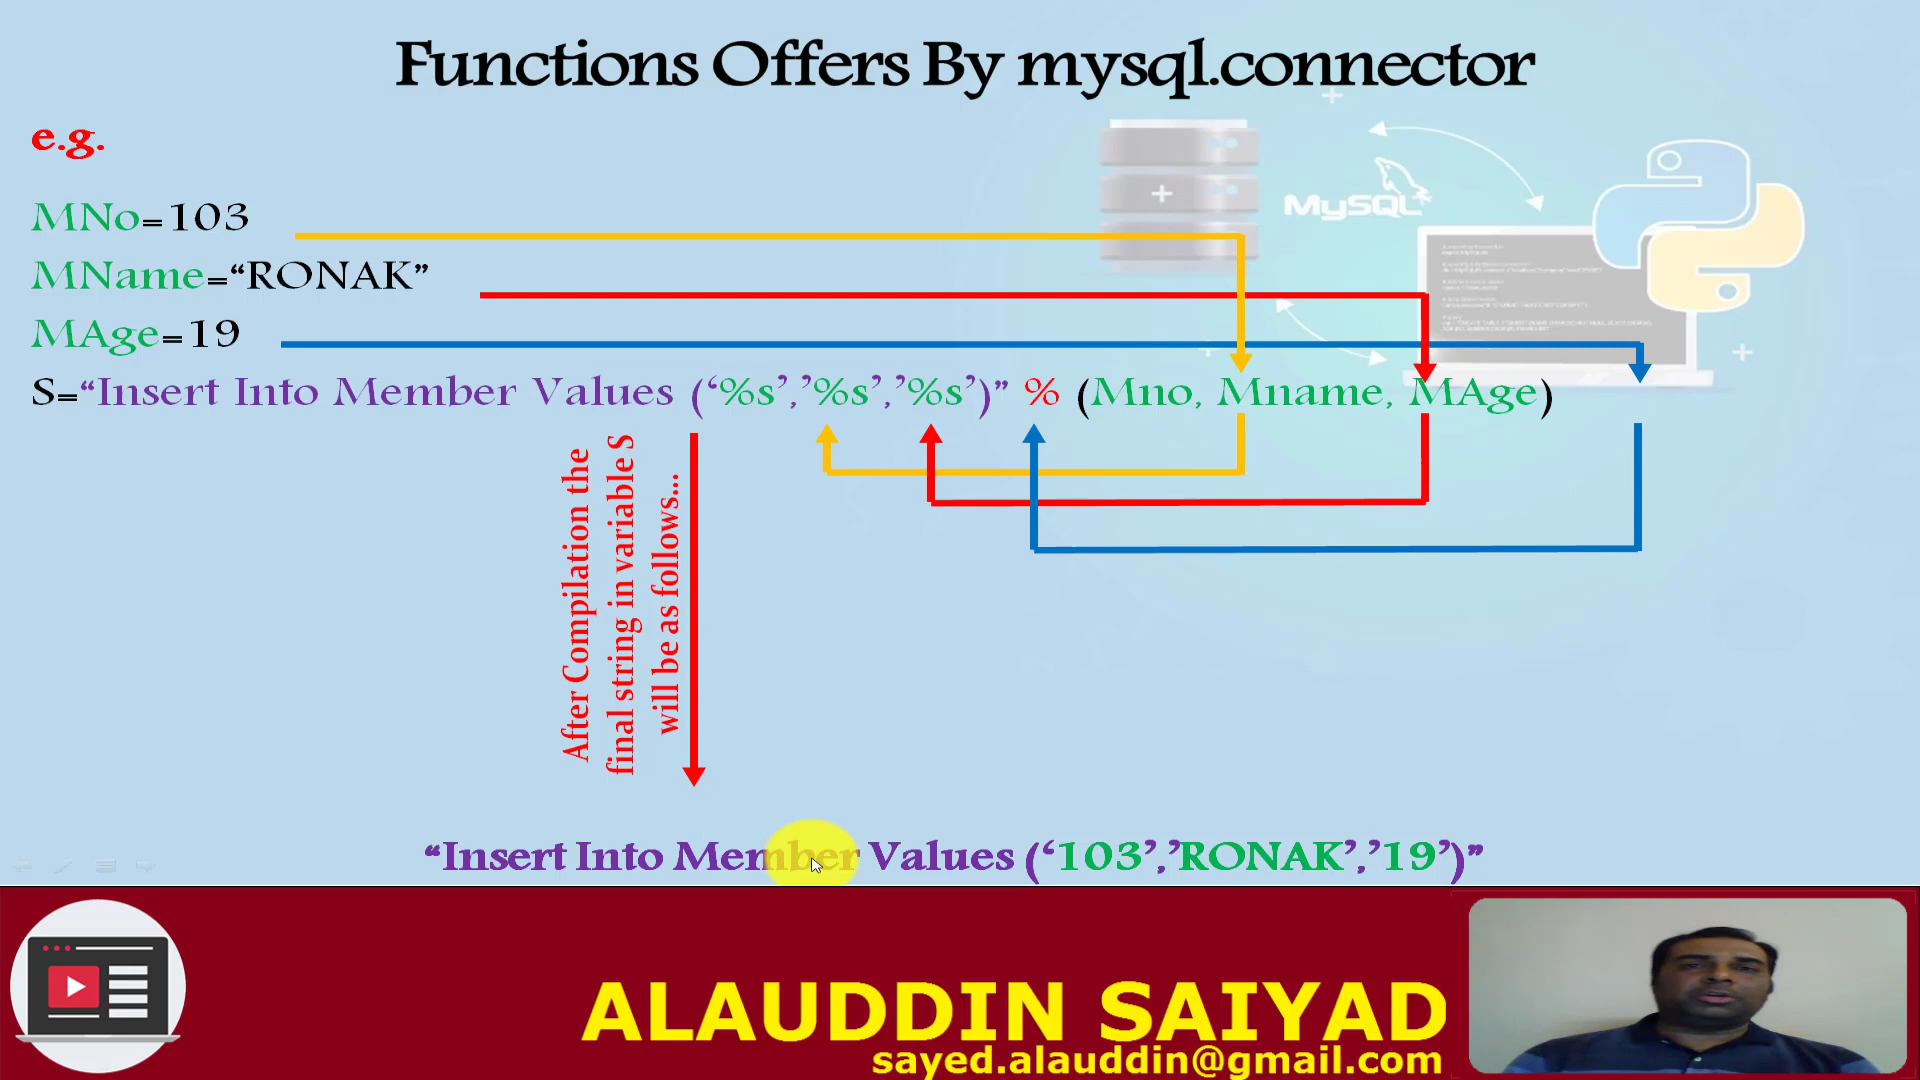 Functions Offers By mysql.connector
e.g.
MNo=103
MName=“RONAK”
MAge=19
S=“Insert Into Member Values (‘%s’,’%s’,’%s’)” % (Mno, Mname, MAge)
After Compilation the
final string in variable S
will be as follows...
“Insert Into Member Values (‘103’,’RONAK’,’19’)”
MySQL
ALAUDDIN SAIYAD
sayed.alauddin@gmail.com